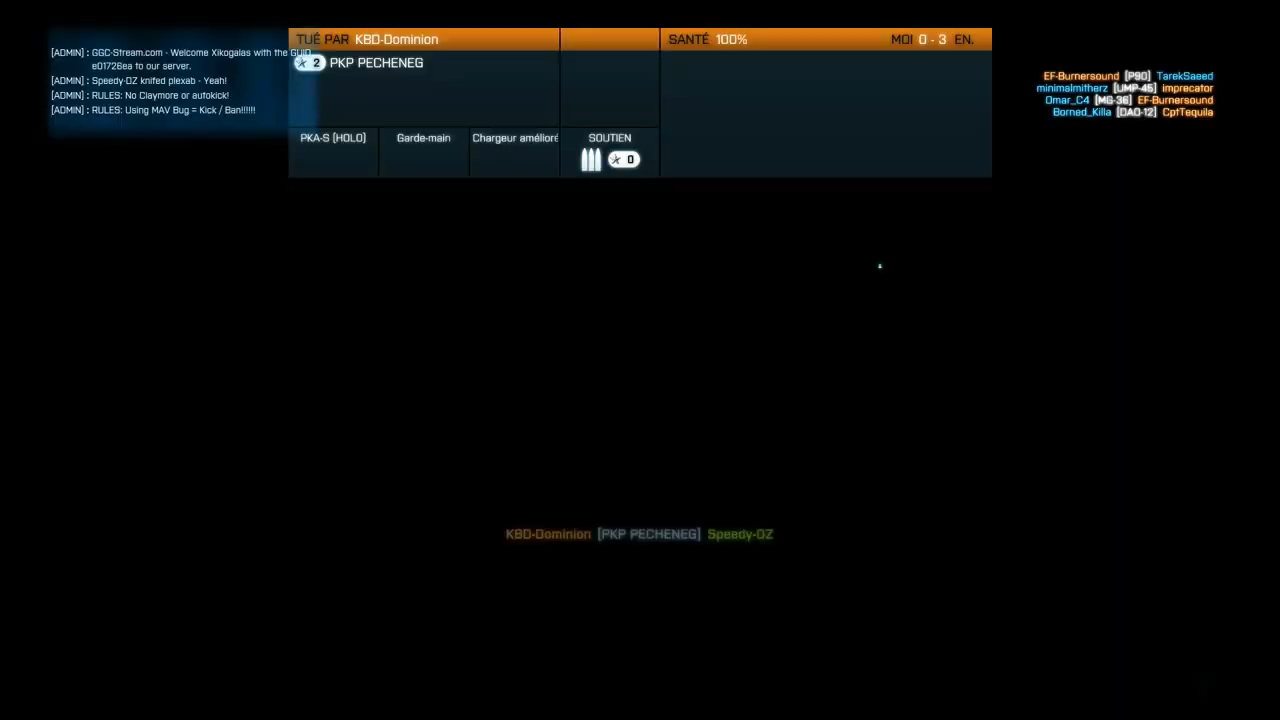 [ADMIN] : GGC-Stream.com - Welcome Xikogalas with the GUID
e01726ea to our server.
[ADMIN] : Speedy-DZ knifed plexab - Yeah!
[ADMIN] : RULES: No Claymore or autokick!
[ADMIN] : RULES: Using MAV Bug = Kick / Ban!!!!!!
TUÉ PAR KBD-Dominion
SANTÉ 100%
MOI 0 - 3 EN.
2 PKP PECHENEG
PKA-S (HOLO)
Garde-main
Chargeur amélioré
SOUTIEN
0
EF-Burnersound [P90] TarekSaeed
minimalmitherz [UMP-45] imprecator
Omar_C4 [MG-36] EF-Burnersound
Borned_Killa [DAO-12] CptTequila
KBD-Dominion [PKP PECHENEG] Speedy-DZ